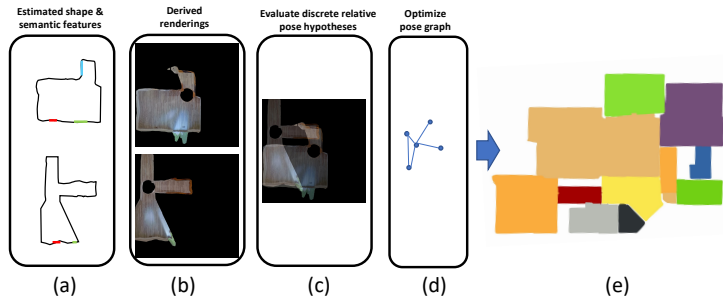 Estimated shape &
semantic features
Derived
renderings
Evaluate discrete relative
pose hypotheses
Optimize
pose graph
(a)
(b)
(c)
(d)
(e)